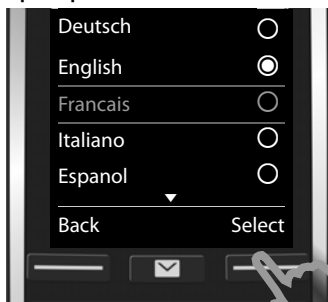 Deutsch
English
Francais
Italiano
Espanol
Back Select